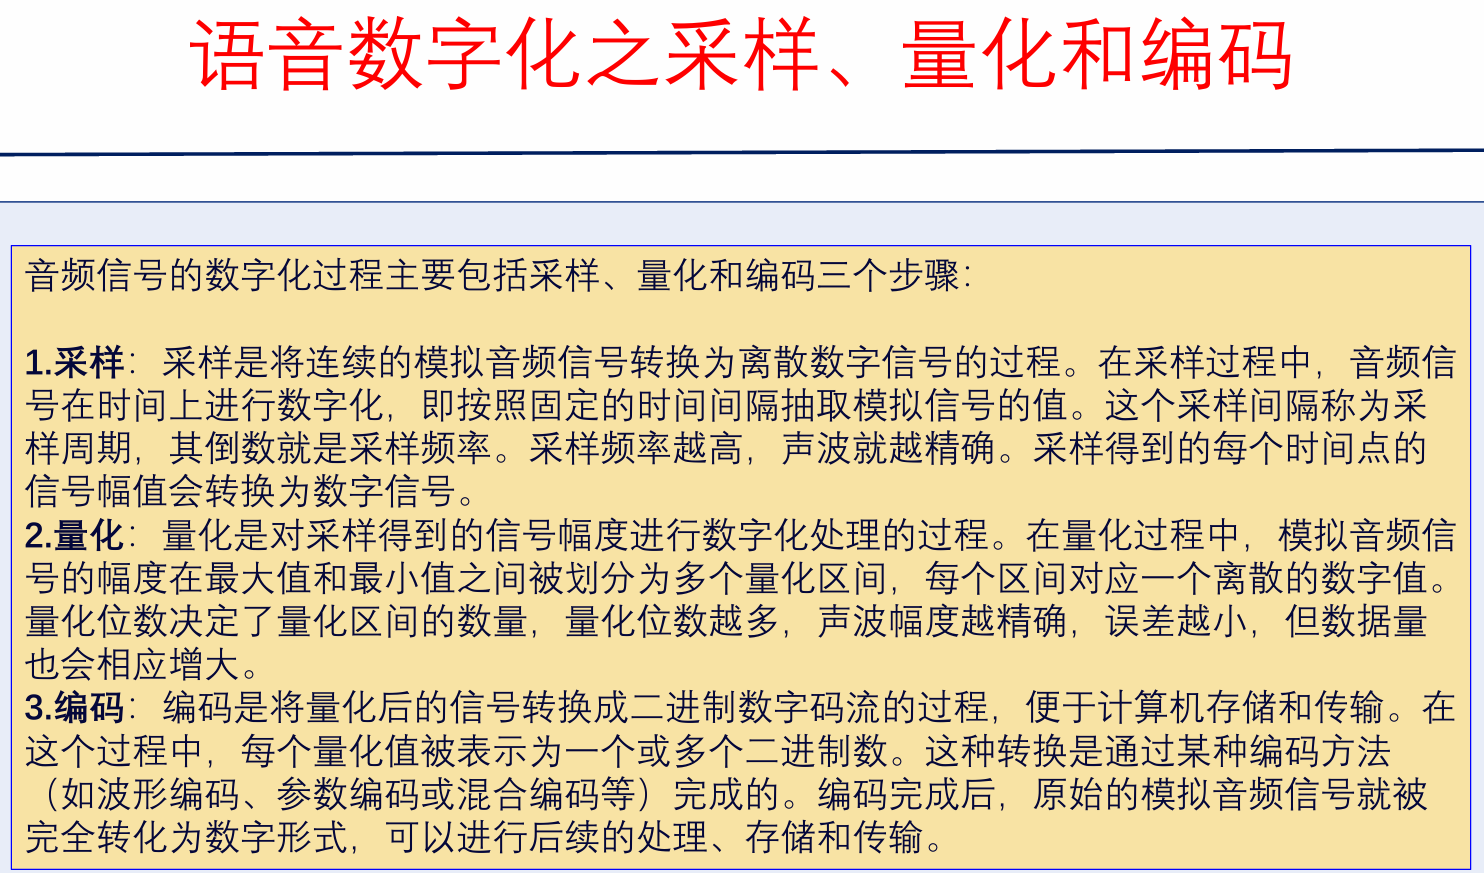 语音数字化之采样、量化和编码
音频信号的数字化过程主要包括采样、量化和编码三个步骤：
1.采样：采样是将连续的模拟音频信号转换为离散数字信号的过程。在采样过程中，音频信
号在时间上进行数字化，即按照固定的时间间隔抽取模拟信号的值。这个采样间隔称为采
样周期，其倒数就是采样频率。采样频率越高，声波就越精确。采样得到的每个时间点的
信号幅值会转换为数字信号。
2.量化：量化是对采样得到的信号幅度进行数字化处理的过程。在量化过程中，模拟音频信
号的幅度在最大值和最小值之间被划分为多个量化区间，每个区间对应一个离散的数字值。
量化位数决定了量化区间的数量，量化位数越多，声波幅度越精确，误差越小，但数据量
也会相应增大。
3.编码：编码是将量化后的信号转换成二进制数字码流的过程，便于计算机存储和传输。在
这个过程中，每个量化值被表示为一个或多个二进制数。这种转换是通过某种编码方法
（如波形编码、参数编码或混合编码等）完成的。编码完成后，原始的模拟音频信号就被
完全转化为数字形式，可以进行后续的处理、存储和传输。